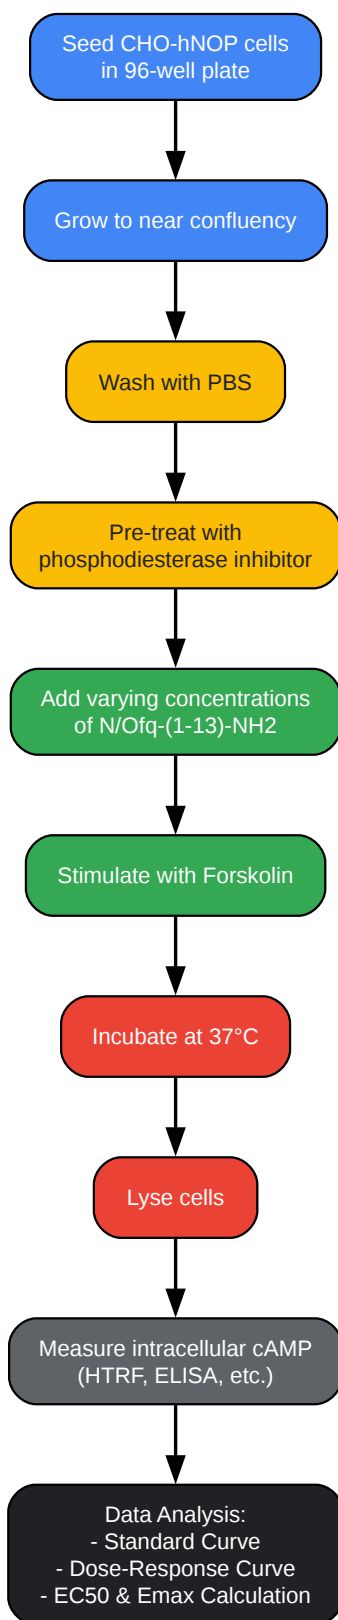 Seed CHO-hNOP cells
in 96-well plate
Grow to near confluency
Wash with PBS
Pre-treat with
phosphodiesterase inhibitor
Add varying concentrations
of N/Ofq-(1-13)-NH2
Stimulate with Forskolin
Incubate at 37°C
Lyse cells
Measure intracellular cAMP
(HTRF, ELISA, etc.)
Data Analysis:
- Standard Curve
- Dose-Response Curve
- EC50 & Emax Calculation